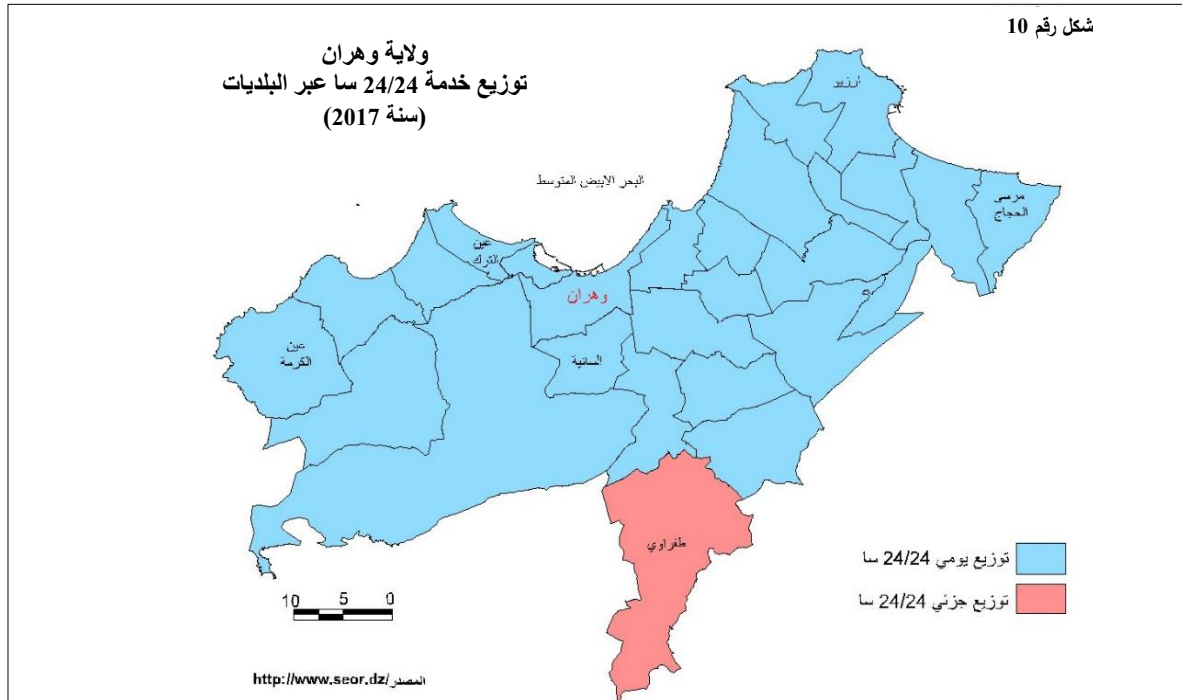 شكل رقم 10
ولاية وهران
توزيع خدمة 24/24 سا عبر البلديات
(سنة 2017)
ارزيو
البحر الابيض المتوسط
مرسى
الحجاج
عين
الترك
وهران
السانية
عين
الكرمة
طفراوي
توزيع يومي 24/24 سا
توزيع جزئي 24/24 سا
10 5 0
المصدر/http://www.seor.dz